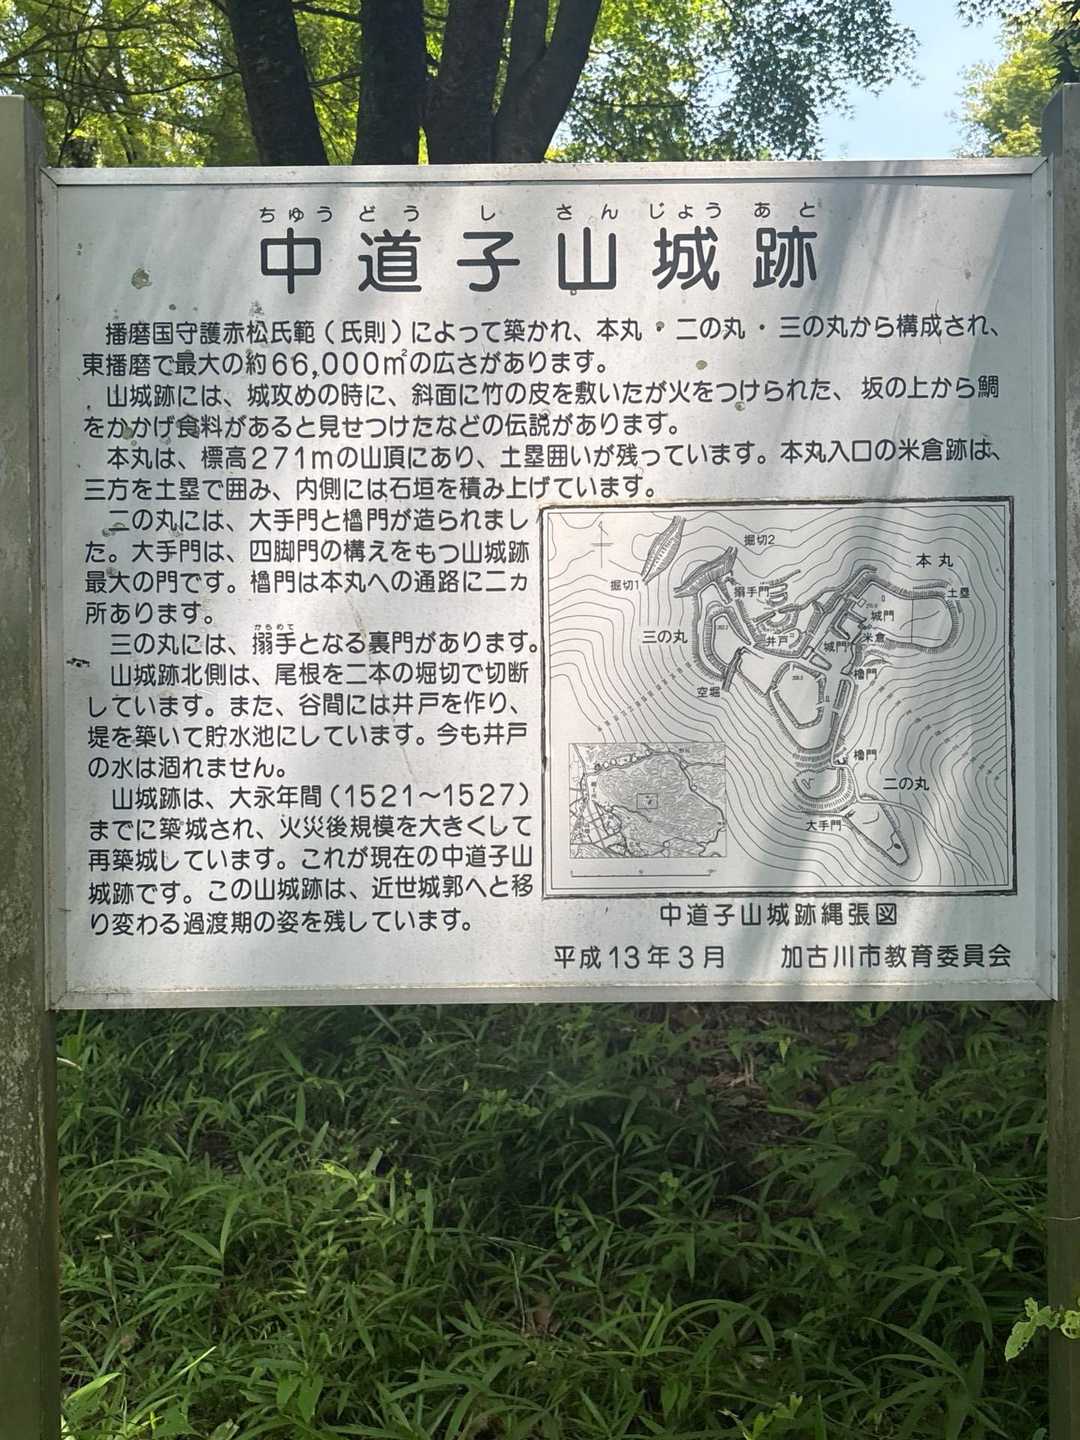 ちゅうどうしさんじょうあと
中道子山城跡
播磨国守護赤松氏範(氏則)によって築かれ、本丸・二の丸・三の丸から構成され、
東播磨で最大の約66,000㎡の広さがあります。
山城跡には、城攻めの時に、斜面に竹の皮を敷いたが火をつけられた、坂の上から鯛
をかかげ食料があると見せつけたなどの伝説があります。
本丸は、標高271mの山頂にあり、土塁囲いが残っています。本丸入口の米倉跡は、
三方を土塁で囲み、内側には石垣を積み上げています。
二の丸には、大手門と櫓門が造られまし
た。大手門は、四脚門の構えをもつ山城跡
最大の門です。櫓門は本丸への通路に二ヵ
所あります。
からめて
三の丸には、搦手となる裏門があります。
山城跡北側は、尾根を二本の堀切で切断
しています。また、谷間には井戸を作り、
堤を築いて貯水池にしています。今も井戸
の水は涸れません。
山城跡は、大永年間(1521〜1527)
までに築城され、火災後規模を大きくして
再築城しています。これが現在の中道子山
城跡です。この山城跡は、近世城郭へと移
り変わる過渡期の姿を残しています。
堀切2
堀切1
本丸
搦手門
土塁
城門
三の丸
井戸
米倉
城門
櫓門
空堀
櫓門
二の丸
大手門
中道子山城跡縄張図
平成13年3月 加古川市教育委員会